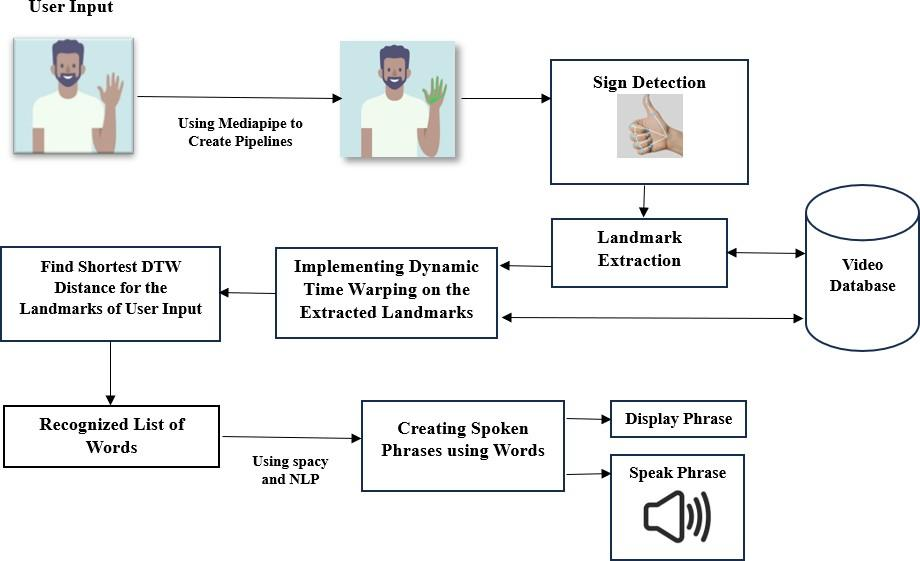 User Input
Using Mediapipe to
Create Pipelines
Sign Detection
Landmark
Extraction
Video
Database
Implementing Dynamic
Time Warping on the
Extracted Landmarks
Find Shortest DTW
Distance for the
Landmarks of User Input
Recognized List of
Words
Using spacy
and NLP
Creating Spoken
Phrases using Words
Display Phrase
Speak Phrase